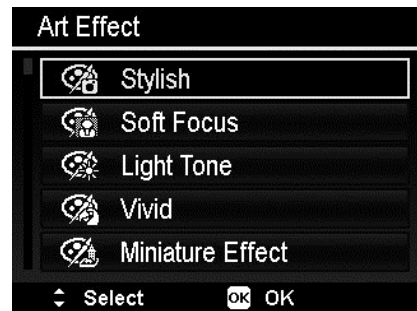 Art Effect
Stylish
Soft Focus
Light Tone
Vivid
Miniature Effect
Select OK OK